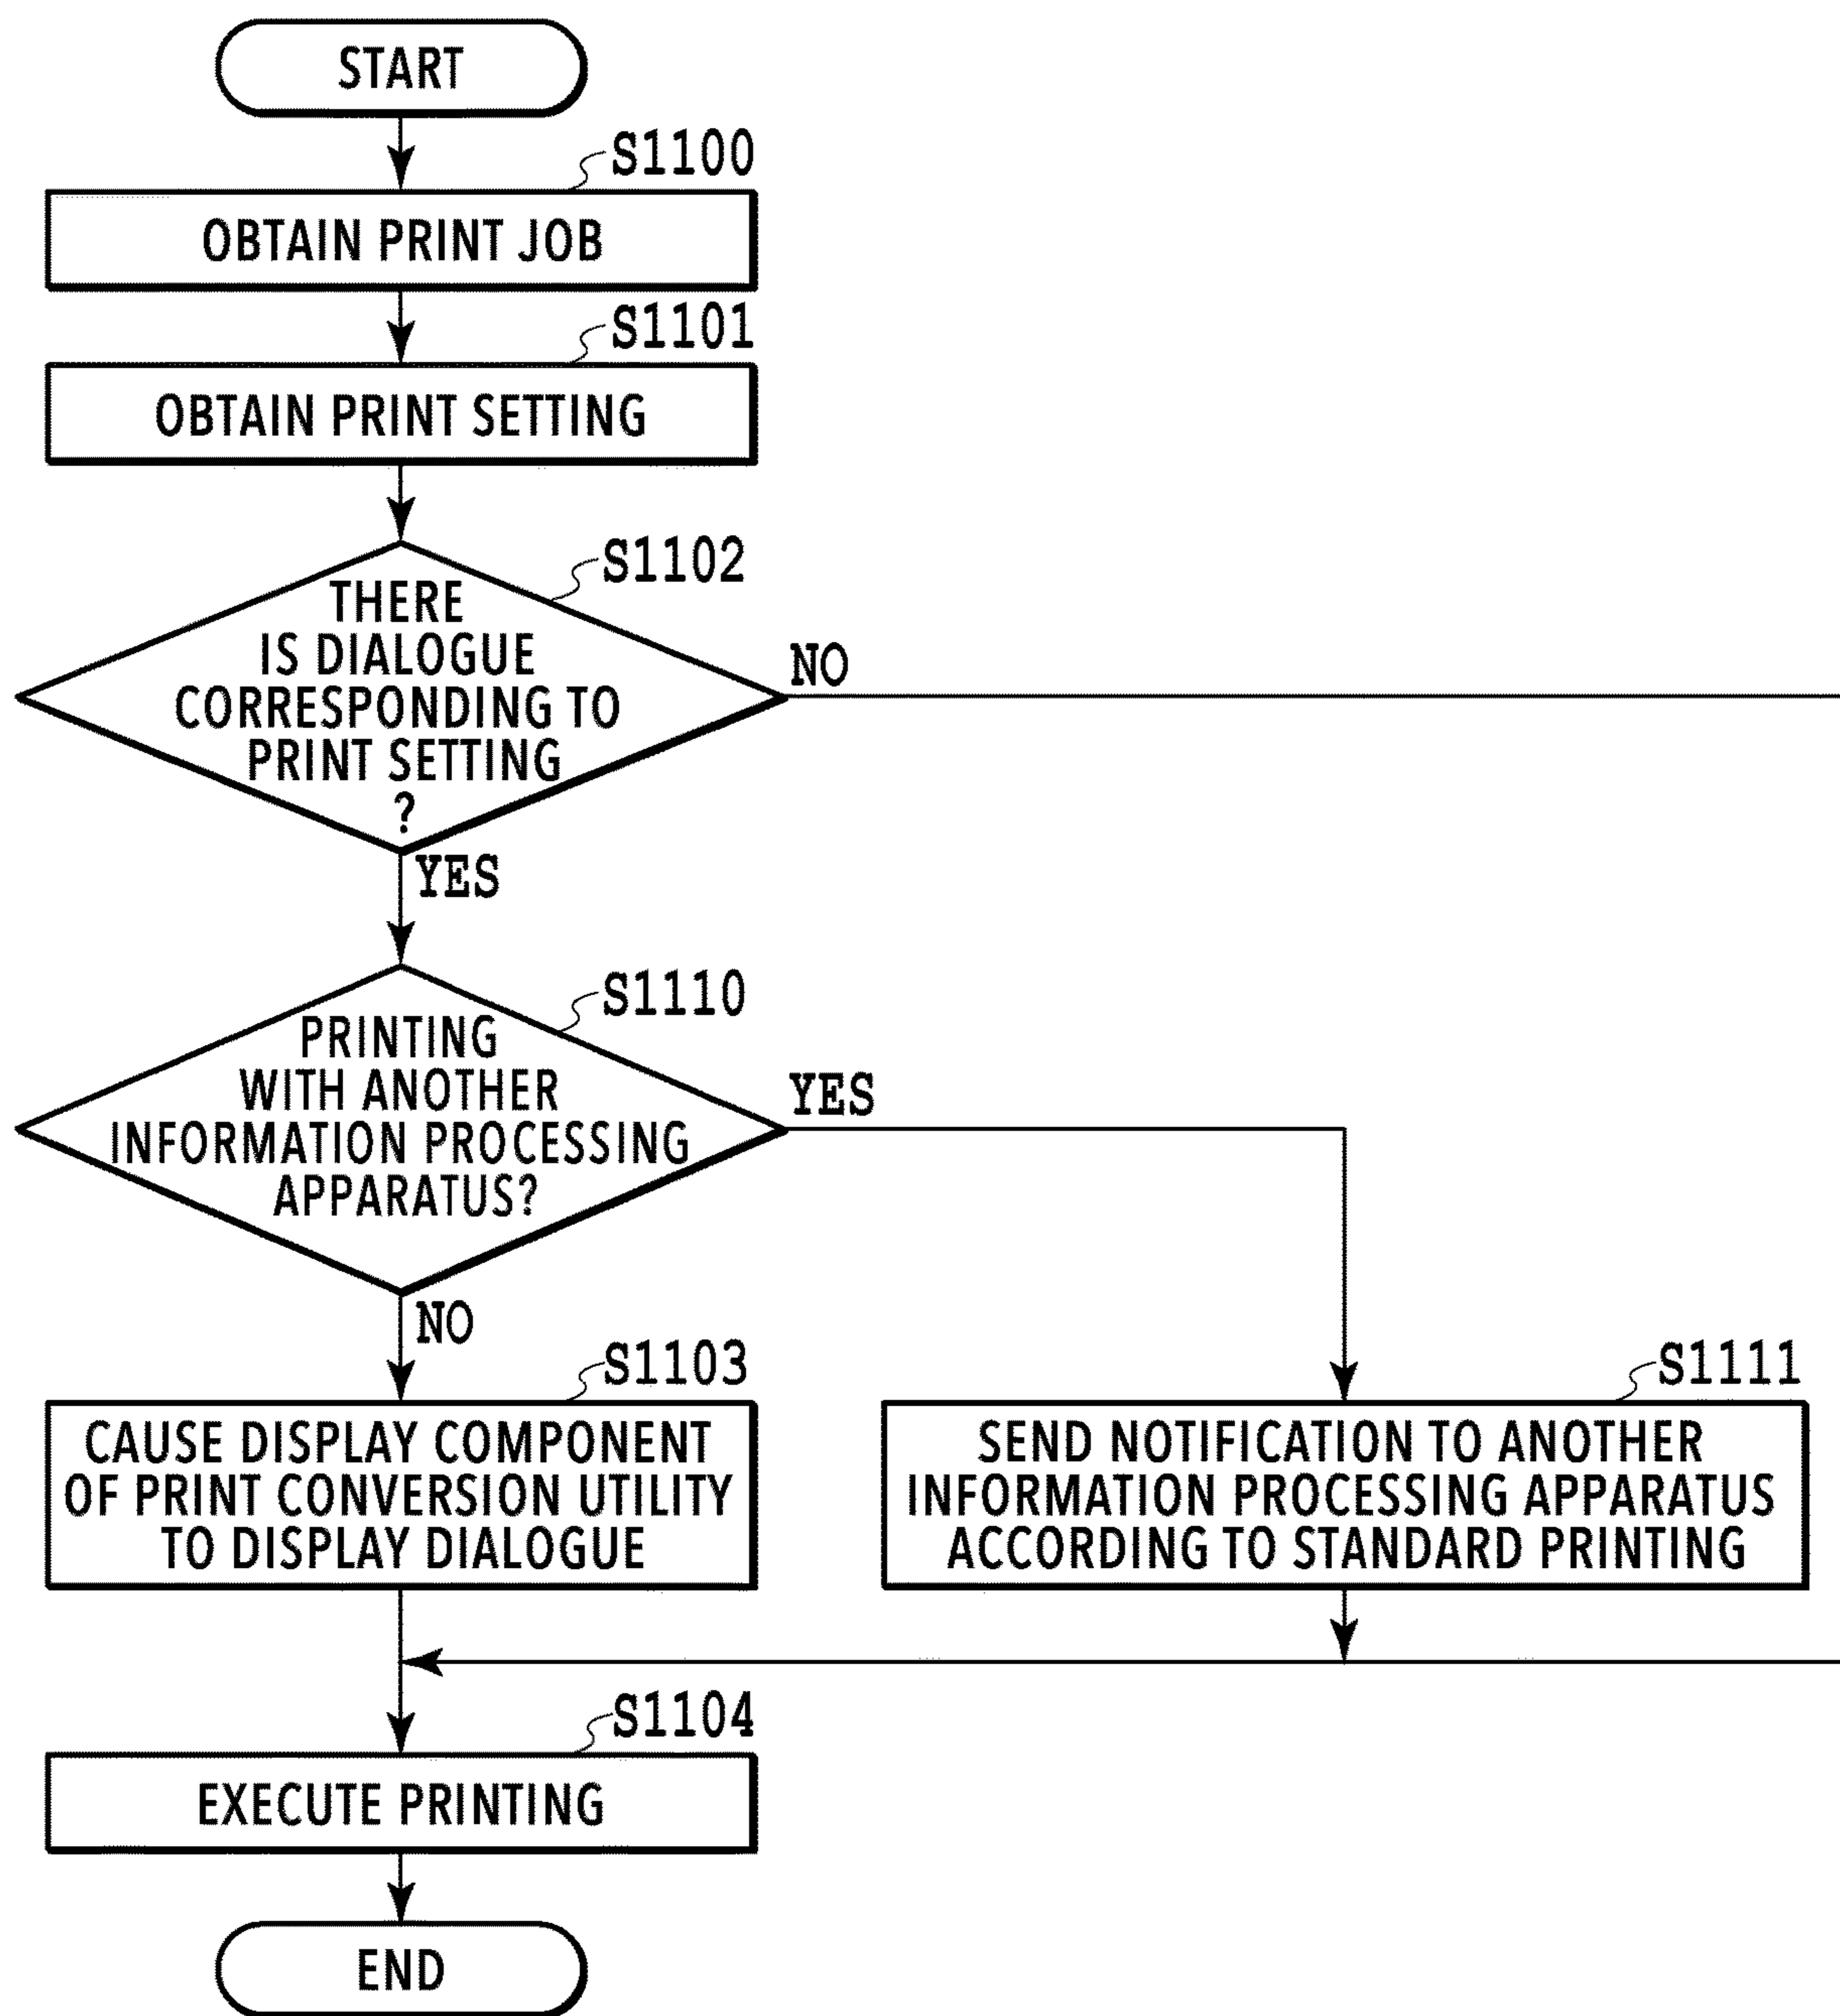 START
S1100
OBTAIN PRINT JOB
S1101
OBTAIN PRINT SETTING
S1102
THERE
IS DIALOGUE
CORRESPONDING TO
PRINT SETTING
?
NO
YES
S1110
PRINTING
WITH ANOTHER
INFORMATION PROCESSING
APPARATUS?
YES
NO
S1103
CAUSE DISPLAY COMPONENT
OF PRINT CONVERSION UTILITY
TO DISPLAY DIALOGUE
S1111
SEND NOTIFICATION TO ANOTHER
INFORMATION PROCESSING APPARATUS
ACCORDING TO STANDARD PRINTING
S1104
EXECUTE PRINTING
END